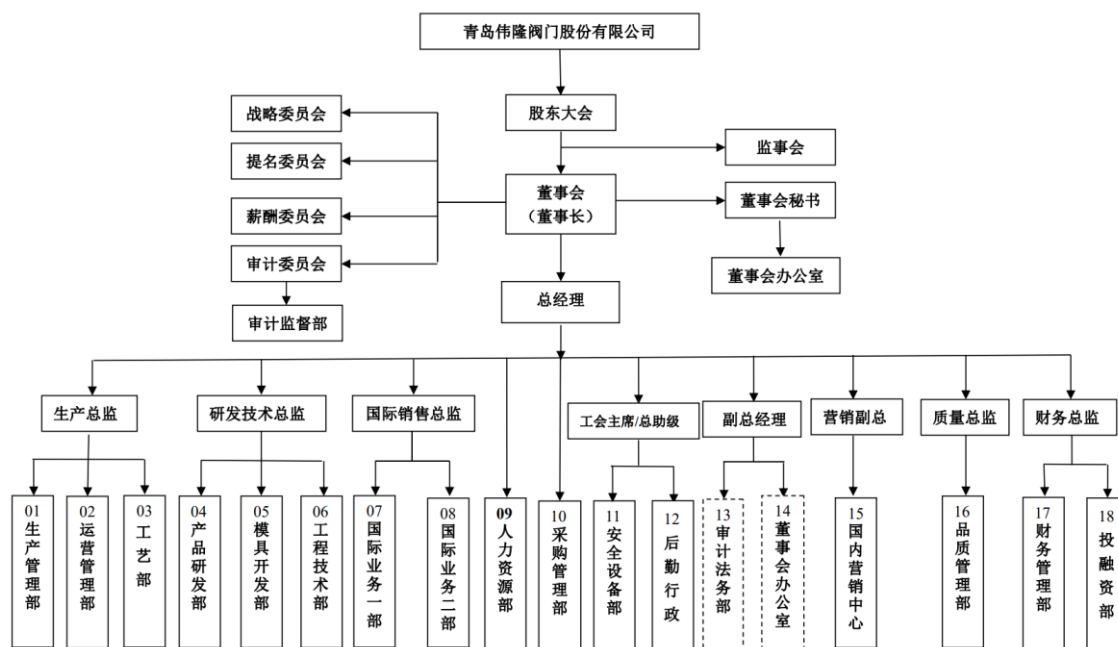 青岛伟隆阀门股份有限公司
股东大会
战略委员会
监事会
提名委员会
董事会
（董事长）
董事会秘书
薪酬委员会
审计委员会
董事会办公室
总经理
审计监督部
生产总监
研发技术总监
国际销售总监
工会主席/总助级
副总经理
营销副总
质量总监
财务总监
01生产管理部
02运营管理部
03工艺部
04产品研发部
05模具开发部
06工程技术部
07国际业务一部
08国际业务二部
09人力资源部
10采购管理部
11安全设备部
12后勤行政
13审计法务部
14董事会办公室
15国内营销中心
16品质管理部
17财务管理部
18投融资部